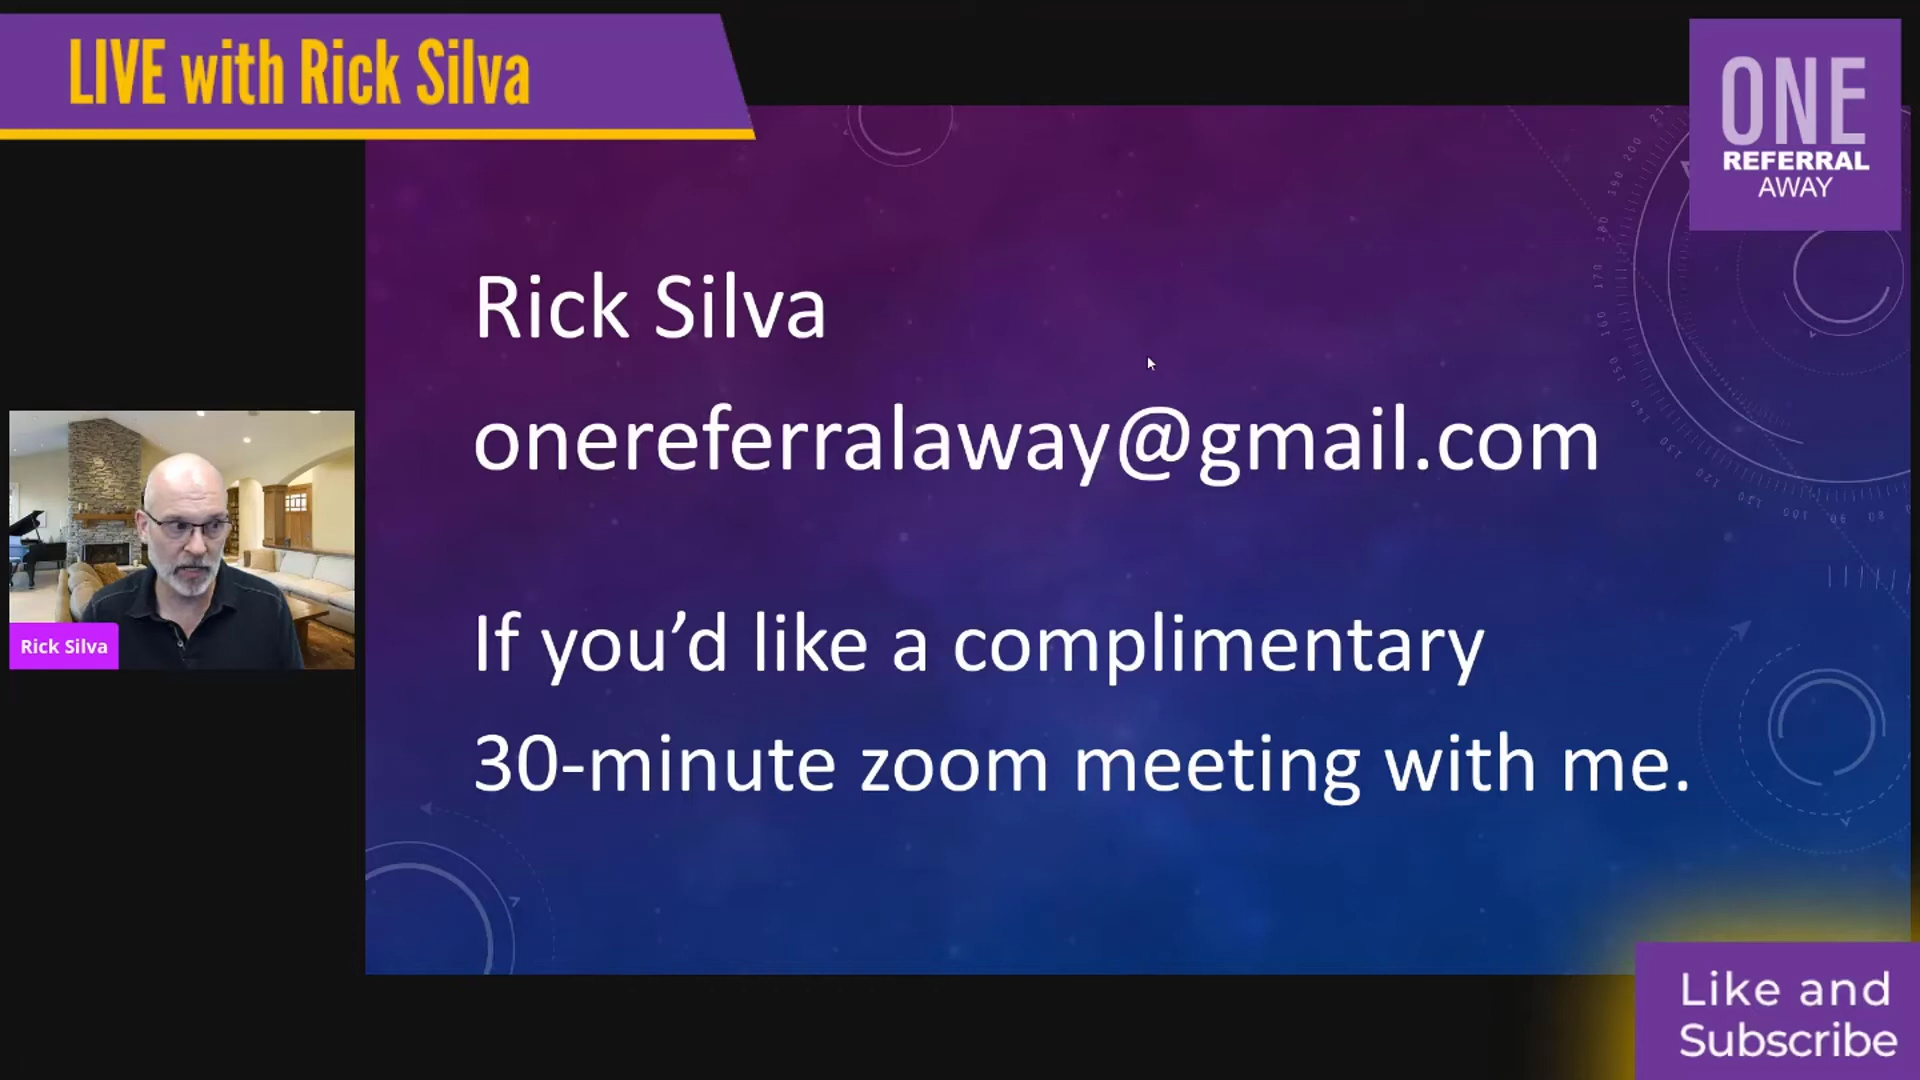 LIVE with Rick Silva
ONE
REFERRAL
AWAY
Rick Silva
onereferralaway@gmail.com
If you’d like a complimentary
30-minute zoom meeting with me.
Rick Silva
Like and
Subscribe